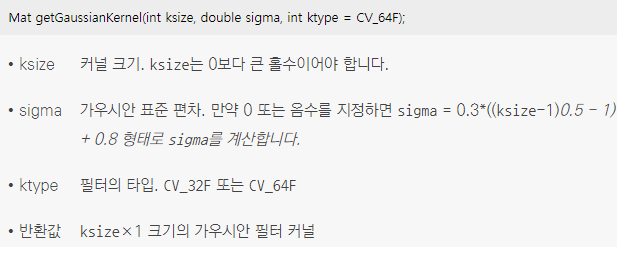 Mat getGaussianKernel(int ksize, double sigma, int ktype = CV_64F);
• ksize 커널 크기. ksize는 0보다 큰 홀수이어야 합니다.
• sigma 가우시안 표준 편차. 만약 0 또는 음수를 지정하면 sigma = 0.3*((ksize-1)0.5 - 1)
+ 0.8 형태로 sigma를 계산합니다.
• ktype 필터의 타입. CV_32F 또는 CV_64F
• 반환값 ksize×1 크기의 가우시안 필터 커널